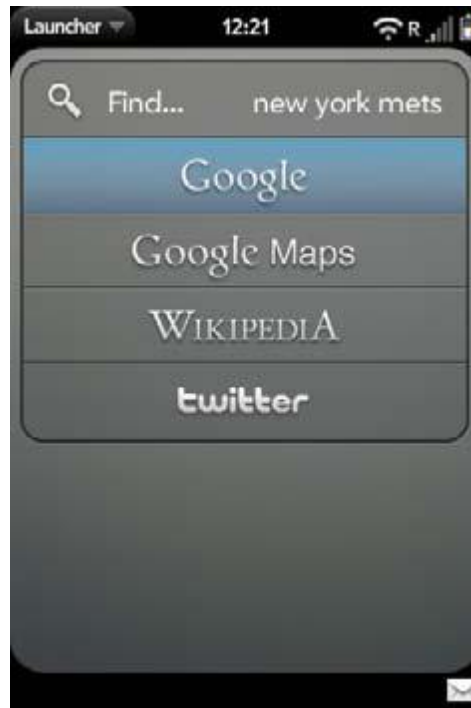 Launcher 12:21 R
Find... new york mets
Google
Google Maps
WIKIPEDIA
twitter